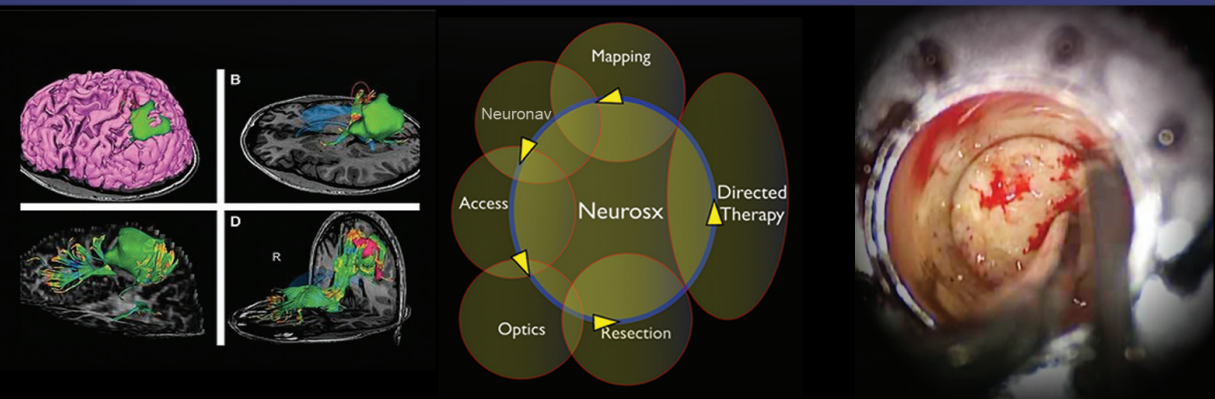 B
D
R
Mapping
Neuronav
Access
Neurosx
Directed
Therapy
Optics
Resection